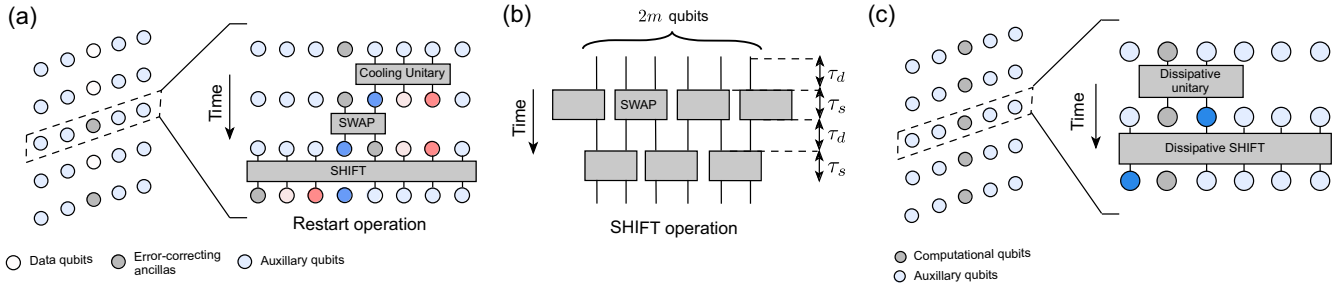 (a)
Time
Cooling Unitary
SWAP
SHIFT
Restart operation
Data qubits
Error-correcting
ancillas
Auxillary qubits
(b)
2m qubits
Time
SWAP
τd
τs
τd
τs
SHIFT operation
(c)
Time
Dissipative
unitary
Dissipative SHIFT
Computational qubits
Auxillary qubits